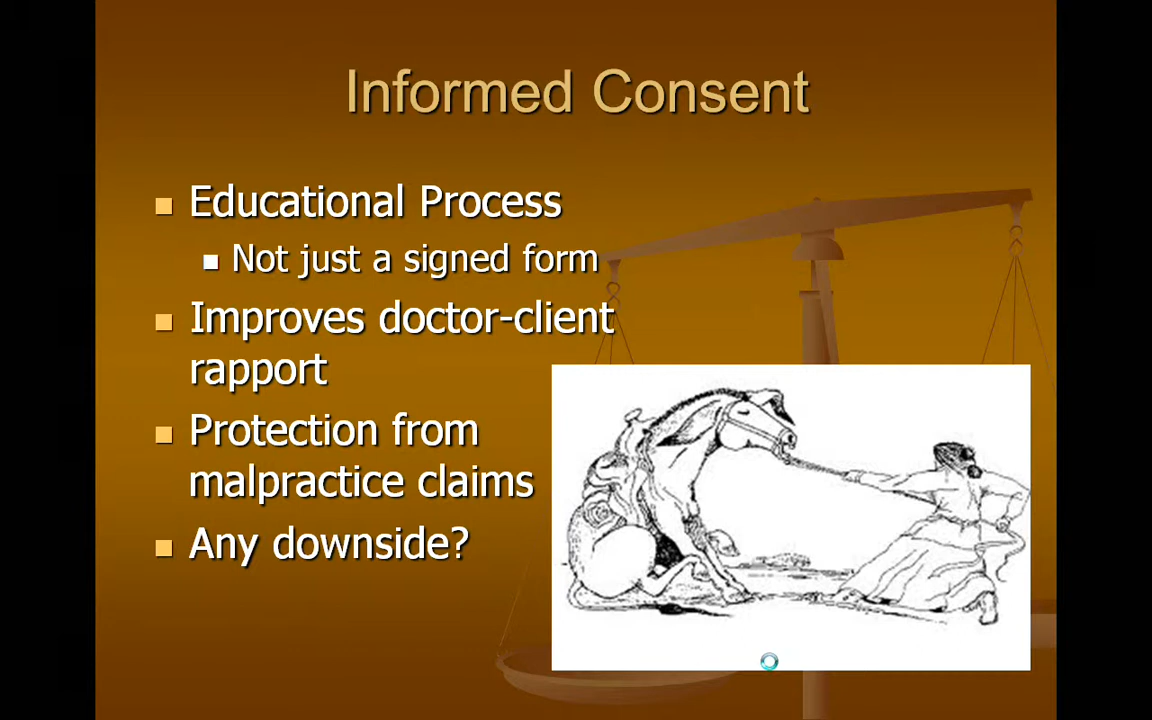 Informed Consent
Educational Process
Not just a signed form
Improves doctor-client
rapport
Protection from
malpractice claims
Any downside?